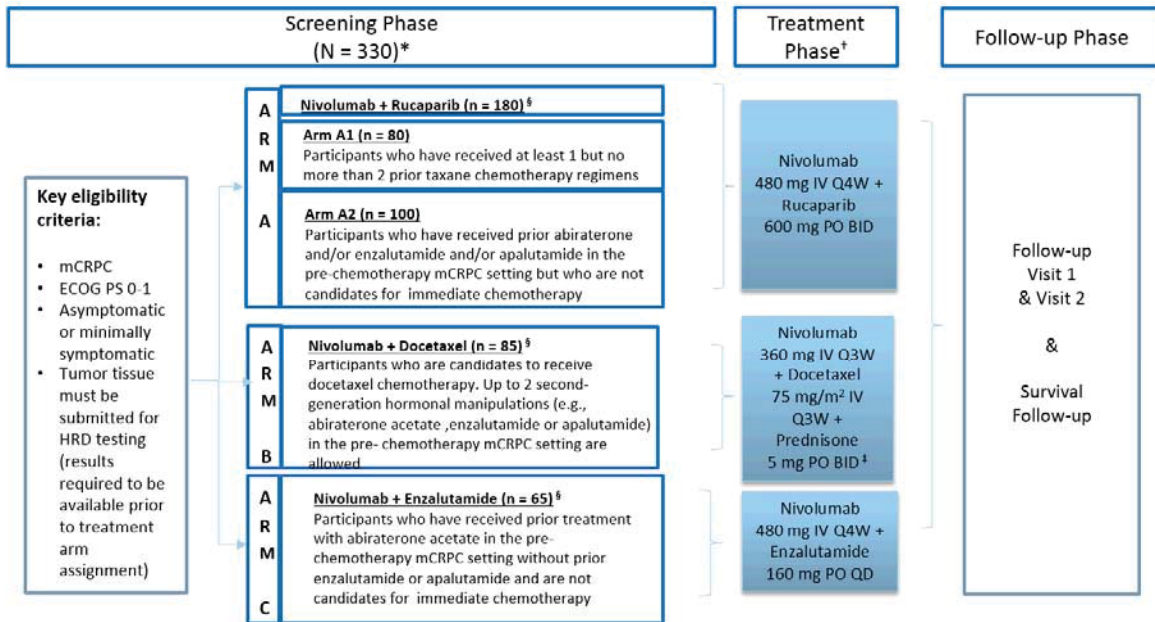 Screening Phase
(N = 330)*
Treatment
Phase†
Follow-up Phase
Key eligibility
criteria:
• mCRPC
• ECOG PS 0-1
• Asymptomatic
or minimally
symptomatic
• Tumor tissue
must be
submitted for
HRD testing
(results
required to be
available prior
to treatment
arm
assignment)
A
R
M
A
Nivolumab + Rucaparib (n = 180)§
Arm A1 (n = 80)
Participants who have received at least 1 but no
more than 2 prior taxane chemotherapy regimens
Arm A2 (n = 100)
Participants who have received prior abiraterone
and/or enzalutamide and/or apalutamide in the
pre-chemotherapy mCRPC setting but who are not
candidates for immediate chemotherapy
A
R
M
B
Nivolumab + Docetaxel (n = 85)§
Participants who are candidates to receive
docetaxel chemotherapy. Up to 2 second-
generation hormonal manipulations (e.g.,
abiraterone acetate ,enzalutamide or apalutamide)
in the pre- chemotherapy mCRPC setting are
allowed
A
R
M
C
Nivolumab + Enzalutamide (n = 65)§
Participants who have received prior treatment
with abiraterone acetate in the pre-
chemotherapy mCRPC setting without prior
enzalutamide or apalutamide and are not
candidates for immediate chemotherapy
Nivolumab
480 mg IV Q4W +
Rucaparib
600 mg PO BID
Nivolumab
360 mg IV Q3W
+ Docetaxel
75 mg/m² IV
Q3W +
Prednisone
5 mg PO BID‡
Nivolumab
480 mg IV Q4W +
Enzalutamide
160 mg PO QD
Follow-up
Visit 1
& Visit 2
&
Survival
Follow-up